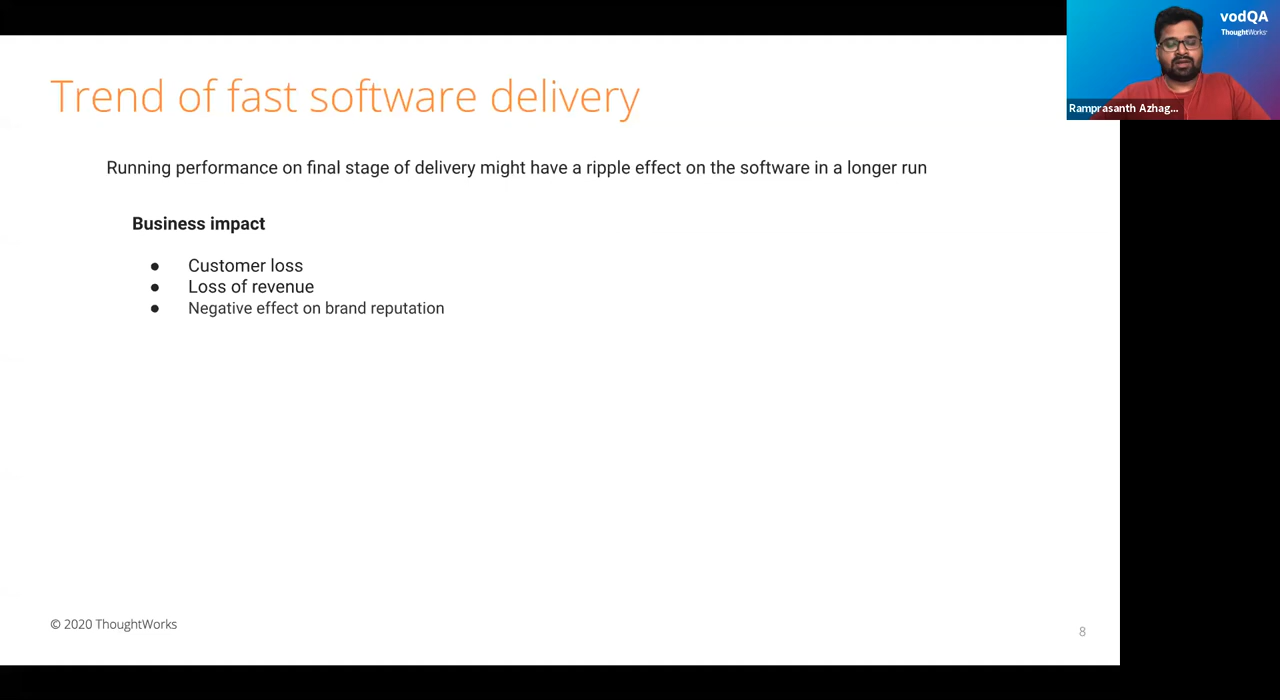 Trend of fast software delivery
Running performance on final stage of delivery might have a ripple effect on the software in a longer run
Business impact
● Customer loss
● Loss of revenue
● Negative effect on brand reputation
© 2020 ThoughtWorks
8
vodQA
ThoughtWorks
Ramprasanth Azhag...